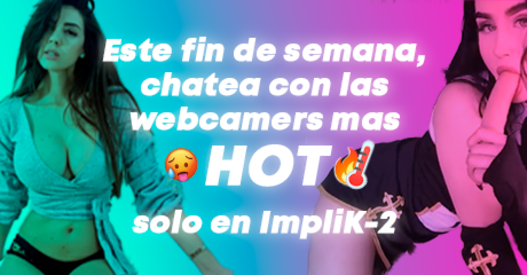 Este fin de semana,
chatea con las
webcamers mas
🥵HOT🔥🌡️
solo en ImpliK-2